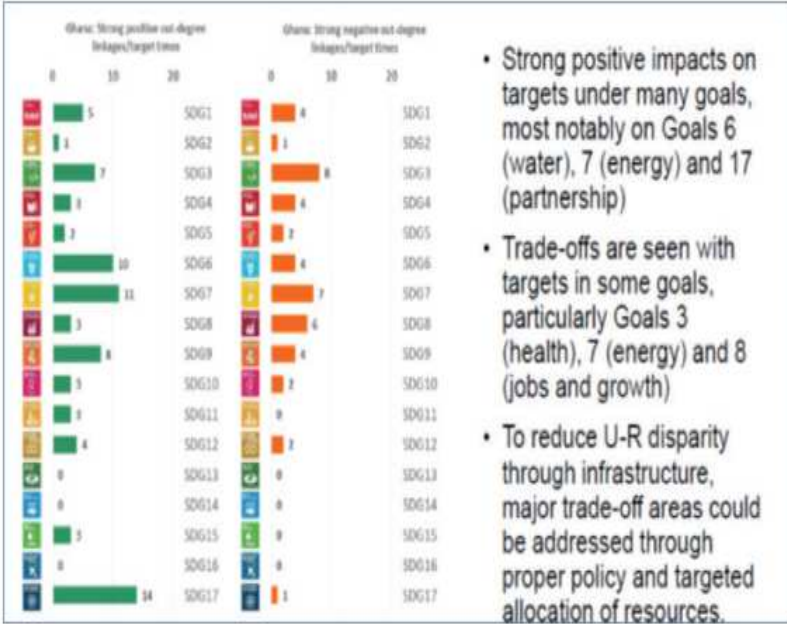 Ghana: Strong positive out-degree
linkages/target times
0 10 20
5 SDG1
1 SDG2
7 SDG3
3 SDG4
2 SDG5
10 SDG6
11 SDG7
3 SDG8
8 SDG9
3 SDG10
3 SDG11
4 SDG12
0 SDG13
0 SDG14
3 SDG15
0 SDG16
14 SDG17
Ghana: Strong negative out-degree
linkages/target times
0 10 20
4 SDG1
1 SDG2
8 SDG3
4 SDG4
2 SDG5
4 SDG6
7 SDG7
6 SDG8
4 SDG9
2 SDG10
0 SDG11
2 SDG12
0 SDG13
0 SDG14
0 SDG15
0 SDG16
1 SDG17
• Strong positive impacts on
targets under many goals,
most notably on Goals 6
(water), 7 (energy) and 17
(partnership)
• Trade-offs are seen with
targets in some goals,
particularly Goals 3
(health), 7 (energy) and 8
(jobs and growth)
• To reduce U-R disparity
through infrastructure,
major trade-off areas could
be addressed through
proper policy and targeted
allocation of resources.